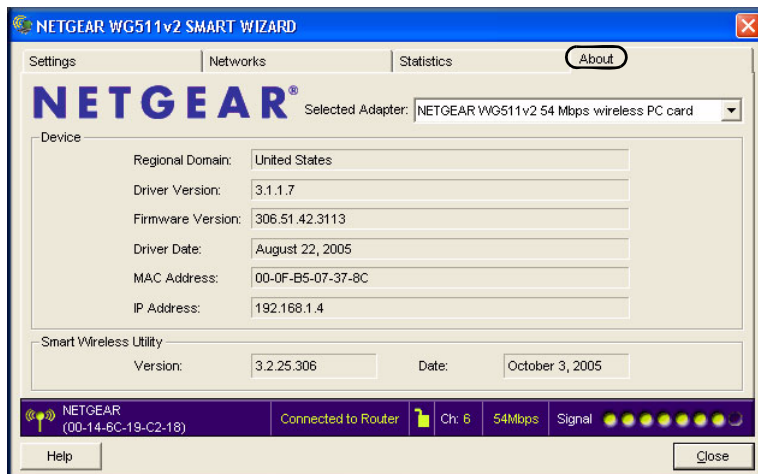 NETGEAR WG511v2 SMART WIZARD
Settings Networks Statistics About
NETGEAR® Selected Adapter: NETGEAR WG511v2 54 Mbps wireless PC card
Device
Regional Domain: United States
Driver Version: 3.1.1.7
Firmware Version: 306.51.42.3113
Driver Date: August 22, 2005
MAC Address: 00-0F-B5-07-37-8C
IP Address: 192.168.1.4
Smart Wireless Utility
Version: 3.2.25.306 Date: October 3, 2005
NETGEAR
(00-14-6C-19-C2-18) Connected to Router Ch: 6 54Mbps Signal
Help Close